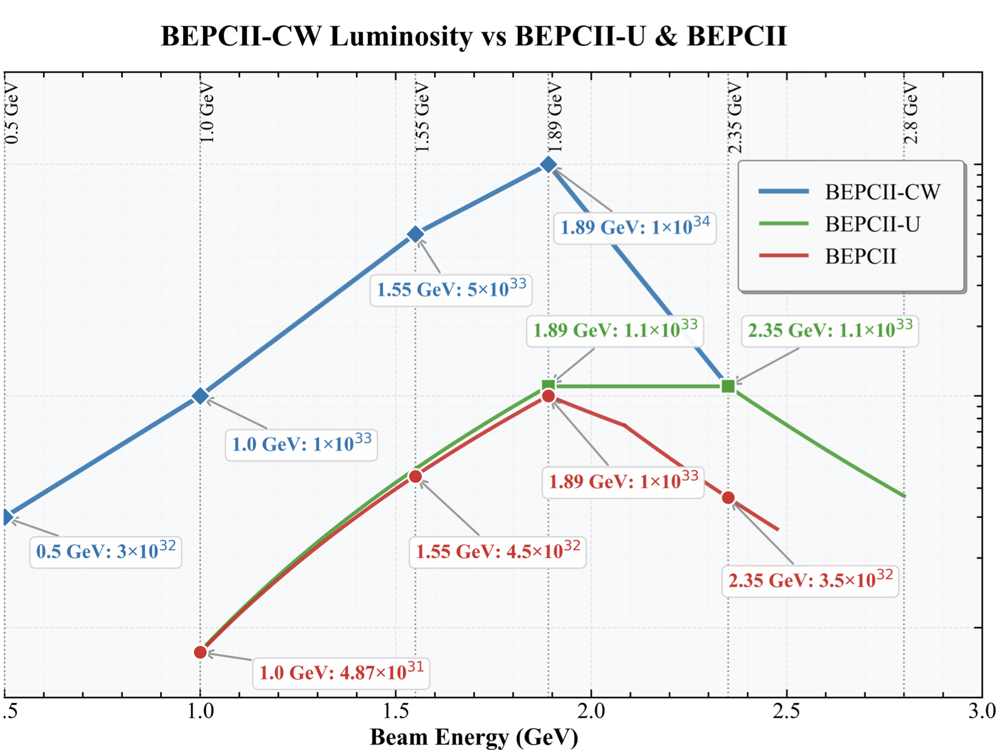 BEPCII-CW Luminosity vs BEPCII-U & BEPCII
0.5 GeV
1.0 GeV
1.55 GeV
1.89 GeV
2.35 GeV
2.8 GeV
BEPCII-CW
BEPCII-U
BEPCII
1.89 GeV: 1×10³⁴
1.55 GeV: 5×10³³
1.89 GeV: 1.1×10³³
2.35 GeV: 1.1×10³³
1.0 GeV: 1×10³³
1.89 GeV: 1×10³³
0.5 GeV: 3×10³²
1.55 GeV: 4.5×10³²
2.35 GeV: 3.5×10³²
1.0 GeV: 4.87×10³¹
.5 1.0 1.5 2.0 2.5 3.0
Beam Energy (GeV)